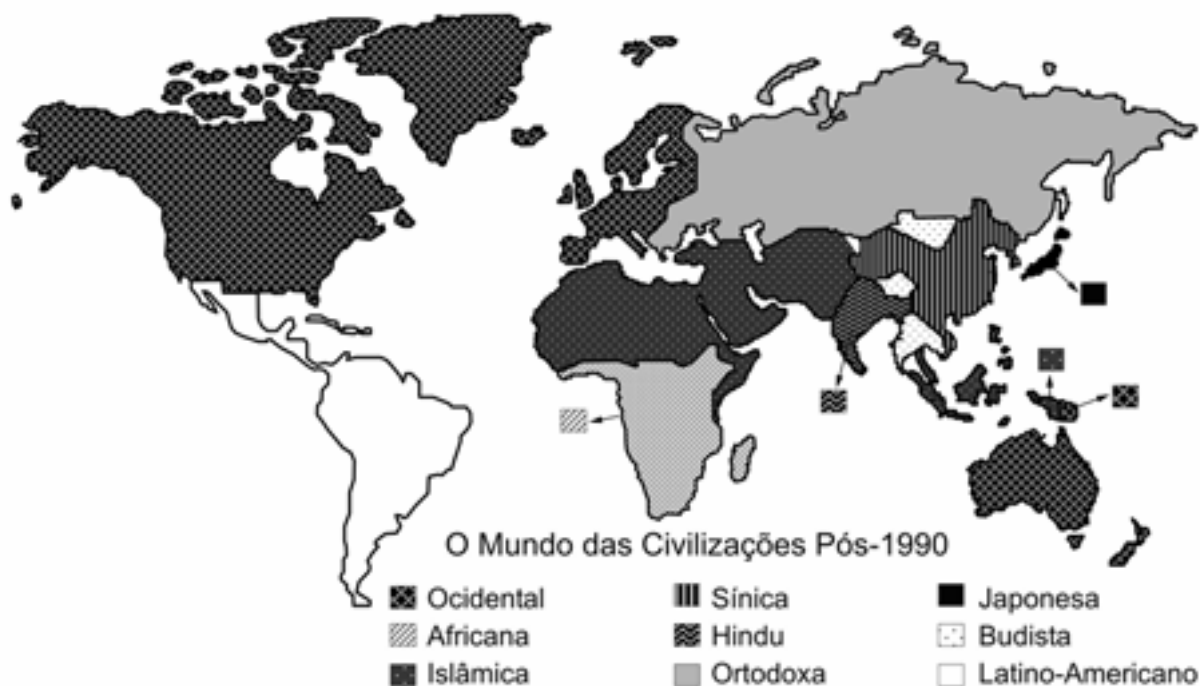 O Mundo das Civilizações Pós-1990
Ocidental
Sínica
Japonesa
Africana
Hindu
Budista
Islâmica
Ortodoxa
Latino-Americano